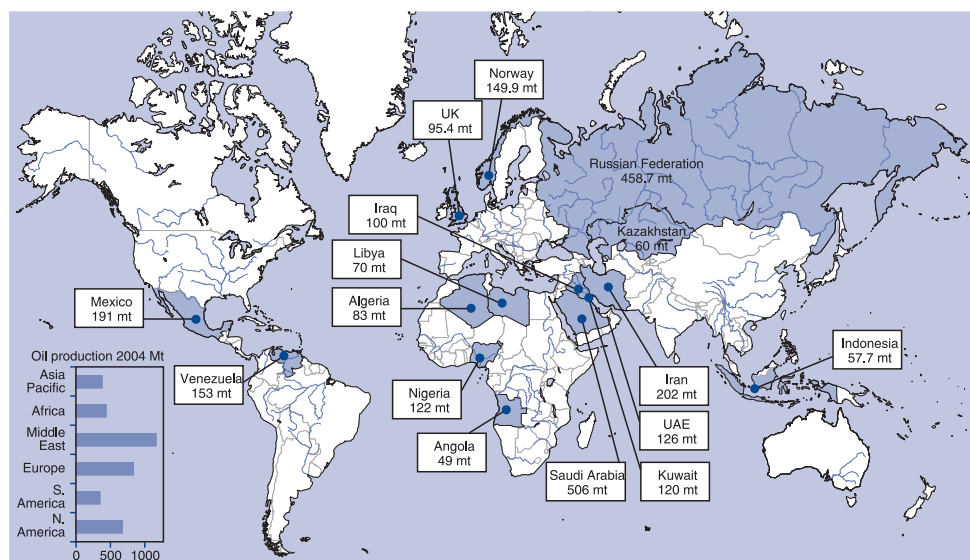 Norway
149.9 mt
UK
95.4 mt
Russian Federation
458.7 mt
Iraq
100 mt
Kazakhstan
60 mt
Libya
70 mt
Algeria
83 mt
Mexico
191 mt
Venezuela
153 mt
Nigeria
122 mt
Angola
49 mt
Saudi Arabia
506 mt
Kuwait
120 mt
UAE
126 mt
Iran
202 mt
Indonesia
57.7 mt
Oil production 2004 Mt
Asia
Pacific
Africa
Middle
East
Europe
S.
America
N.
America
0 500 1000